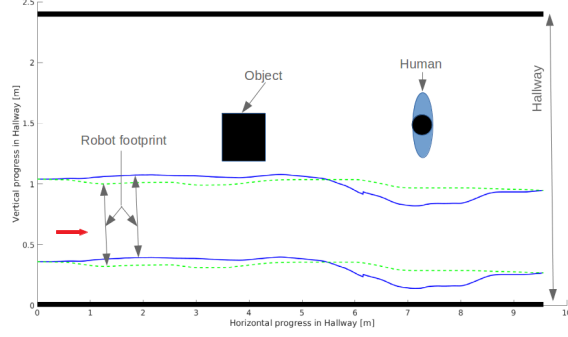 2.5
2
1.5
1
0.5
0
0
1
2
3
4
5
6
7
8
9
10
Vertical progress in Hallway [m]
Horizontal progress in Hallway [m]
Object
Human
Hallway
Robot footprint